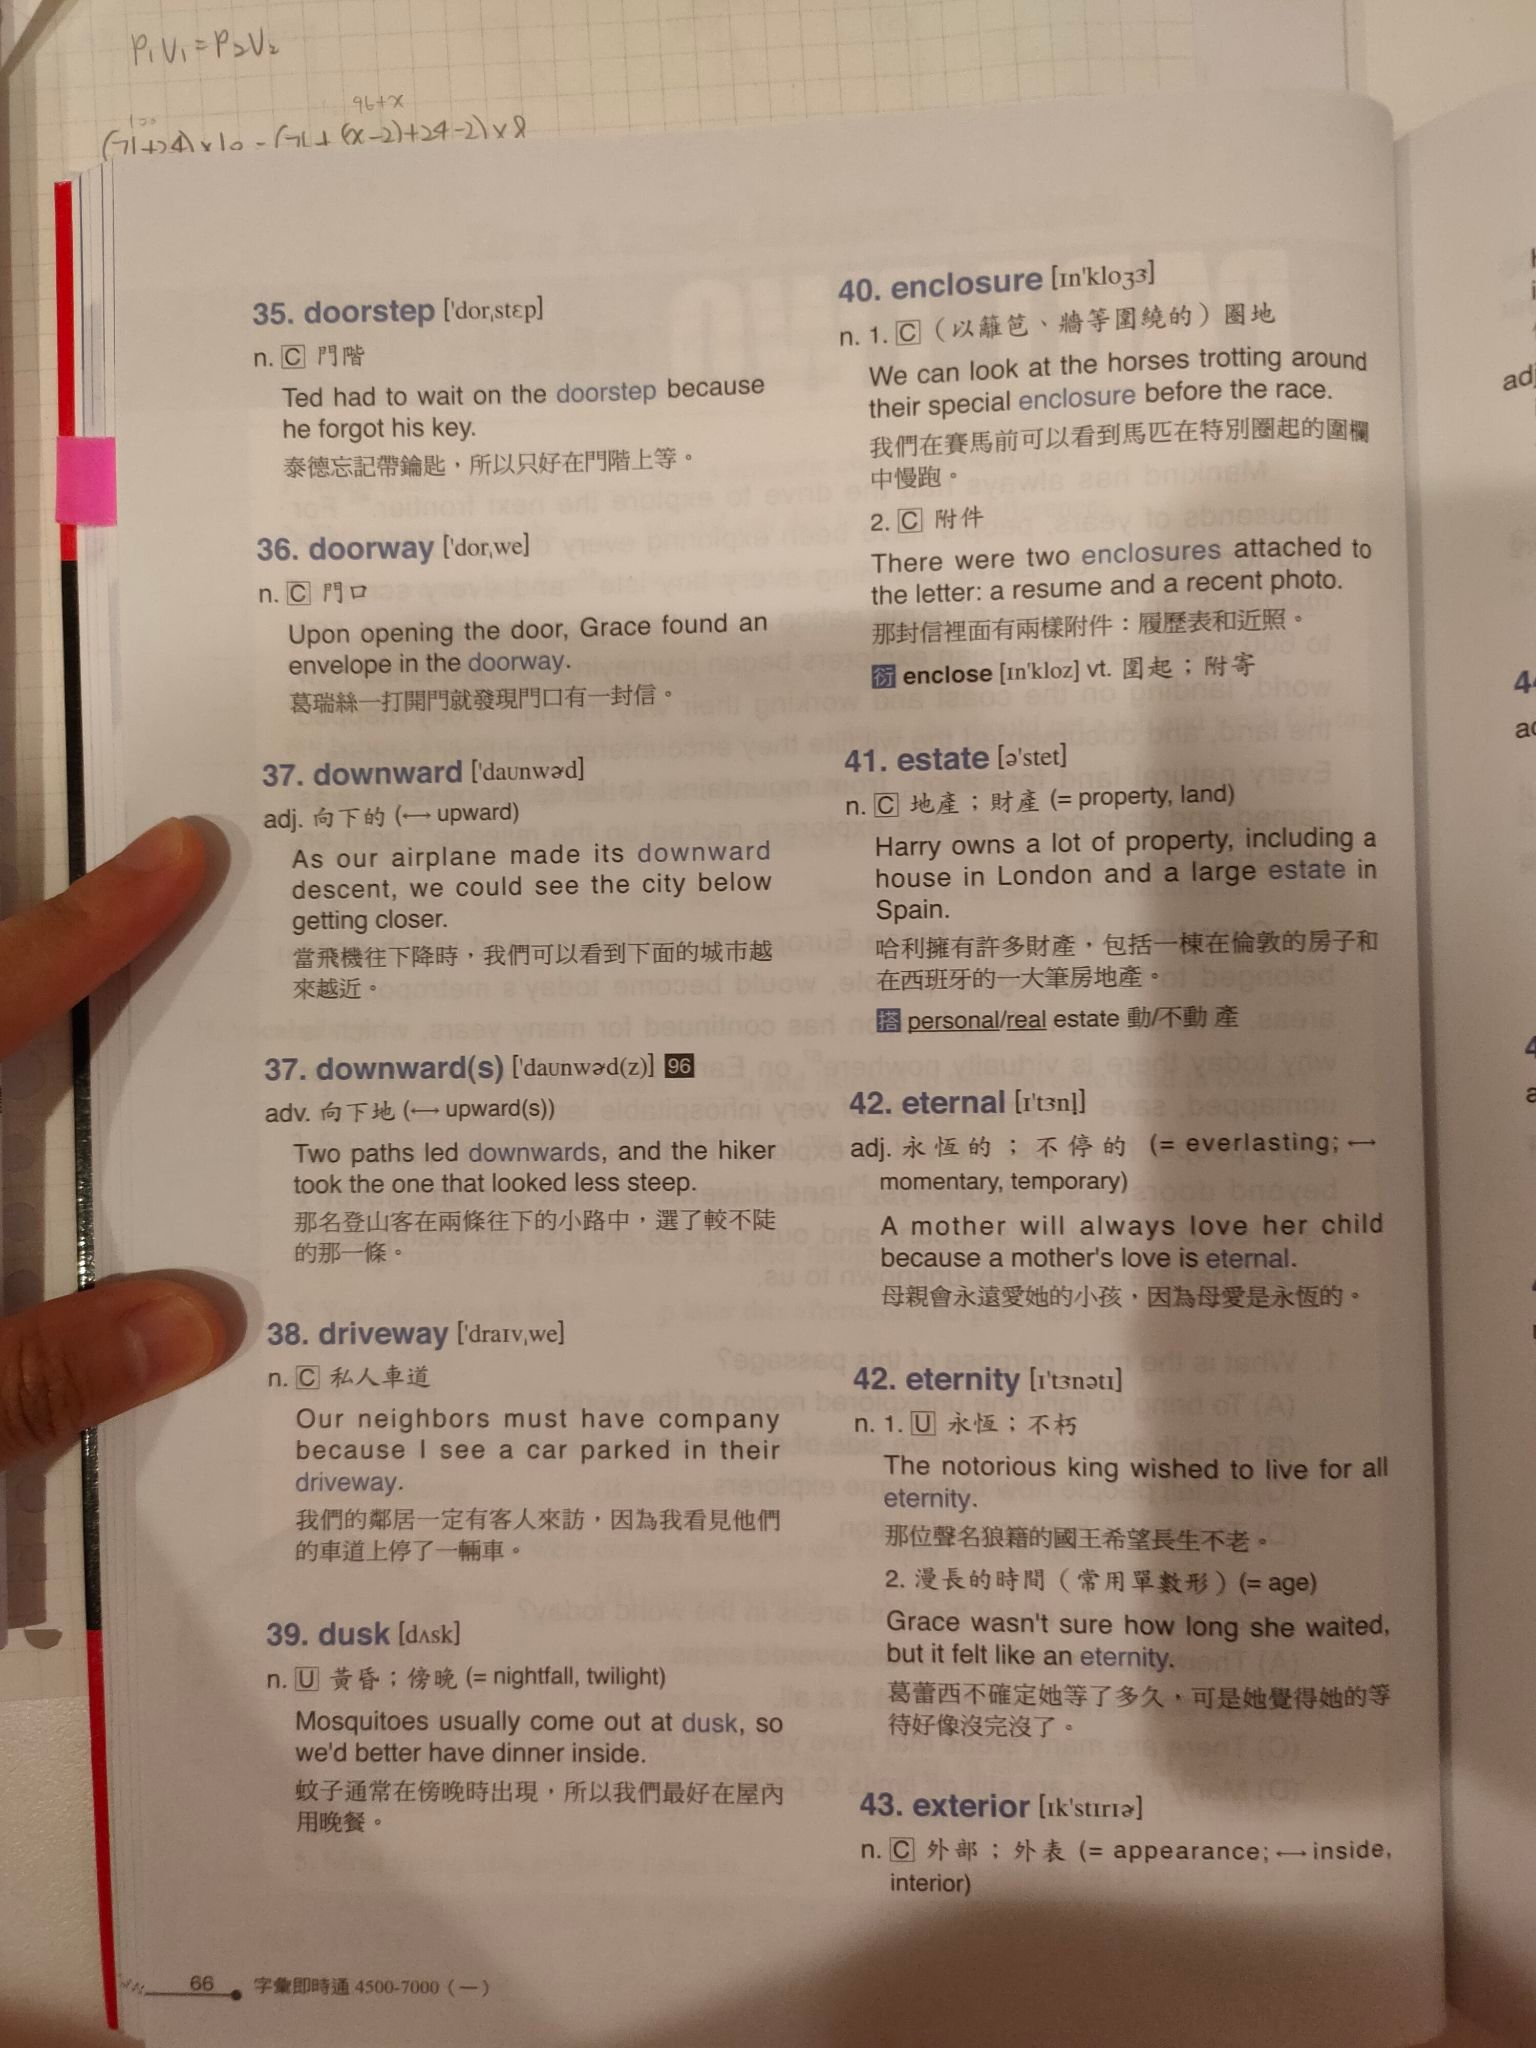 P₁V₁=P₂V₂
96+x
100
(71+24)×10=(71+(x-2)+24-2)×8
35. doorstep [ˈdorˌstɛp]
n. C 門階
Ted had to wait on the doorstep because
he forgot his key.
泰德忘記帶鑰匙，所以只好在門階上等。
36. doorway [ˈdorˌwe]
n. C 門口
Upon opening the door, Grace found an
envelope in the doorway.
葛瑞絲一打開門就發現門口有一封信。
37. downward [ˈdaʊnwɚd]
adj. 向下的 (⟷ upward)
As our airplane made its downward
descent, we could see the city below
getting closer.
當飛機往下降時，我們可以看到下面的城市越
來越近。
37. downward(s) [ˈdaʊnwɚd(z)] 96
adv. 向下地 (⟷ upward(s))
Two paths led downwards, and the hiker
took the one that looked less steep.
那名登山客在兩條往下的小路中，選了較不陡
的那一條。
38. driveway [ˈdraɪvˌwe]
n. C 私人車道
Our neighbors must have company
because I see a car parked in their
driveway.
我們的鄰居一定有客人來訪，因為我看見他們
的車道上停了一輛車。
39. dusk [dʌsk]
n. U 黃昏；傍晚 (= nightfall, twilight)
Mosquitoes usually come out at dusk, so
we'd better have dinner inside.
蚊子通常在傍晚時出現，所以我們最好在屋內
用晚餐。
40. enclosure [ɪnˈkloʒɜ]
n. 1. C （以籬笆、牆等圍繞的）圈地
We can look at the horses trotting around
their special enclosure before the race.
我們在賽馬前可以看到馬匹在特別圈起的圍欄
中慢跑。
2. C 附件
There were two enclosures attached to
the letter: a resume and a recent photo.
那封信裡面有兩樣附件：履歷表和近照。
衍 enclose [ɪnˈkloz] vt. 圍起；附寄
41. estate [əˈstet]
n. C 地產；財產 (= property, land)
Harry owns a lot of property, including a
house in London and a large estate in
Spain.
哈利擁有許多財產，包括一棟在倫敦的房子和
在西班牙的一大筆房地產。
搭 personal/real estate 動/不動 產
42. eternal [ɪˈtɜnl̩]
adj. 永恆的；不停的 (= everlasting; ⟷
momentary, temporary)
A mother will always love her child
because a mother's love is eternal.
母親會永遠愛她的小孩，因為母愛是永恆的。
42. eternity [ɪˈtɜnətɪ]
n. 1. U 永恆；不朽
The notorious king wished to live for all
eternity.
那位聲名狼籍的國王希望長生不老。
2. 漫長的時間（常用單數形）(= age)
Grace wasn't sure how long she waited,
but it felt like an eternity.
葛蕾西不確定她等了多久，可是她覺得她的等
待好像沒完沒了。
43. exterior [ɪkˈstɪrɪɚ]
n. C 外部；外表 (= appearance; ⟷ inside,
interior)
66 字彙即時通 4500-7000（一）